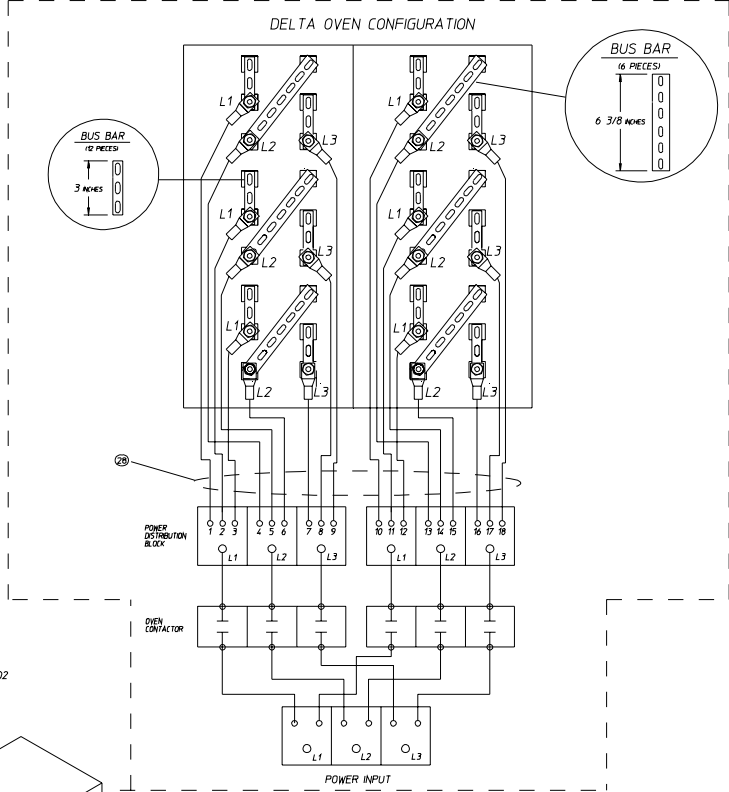 DELTA OVEN CONFIGURATION
BUS BAR
(6 PIECES)
6 3/8 INCHES
BUS BAR
(12 PIECES)
3 INCHES
L1
L2
L3
L1
L2
L3
L1
L2
L3
L1
L2
L3
L1
L2
L3
L1
L2
L3
28
POWER
DISTRIBUTION
BLOCK
1 2 3 4 5 6 7 8 9
10 11 12 13 14 15 16 17 18
L1 L2 L3
L1 L2 L3
OVEN
CONTACTOR
02
L1 L2 L3
POWER INPUT